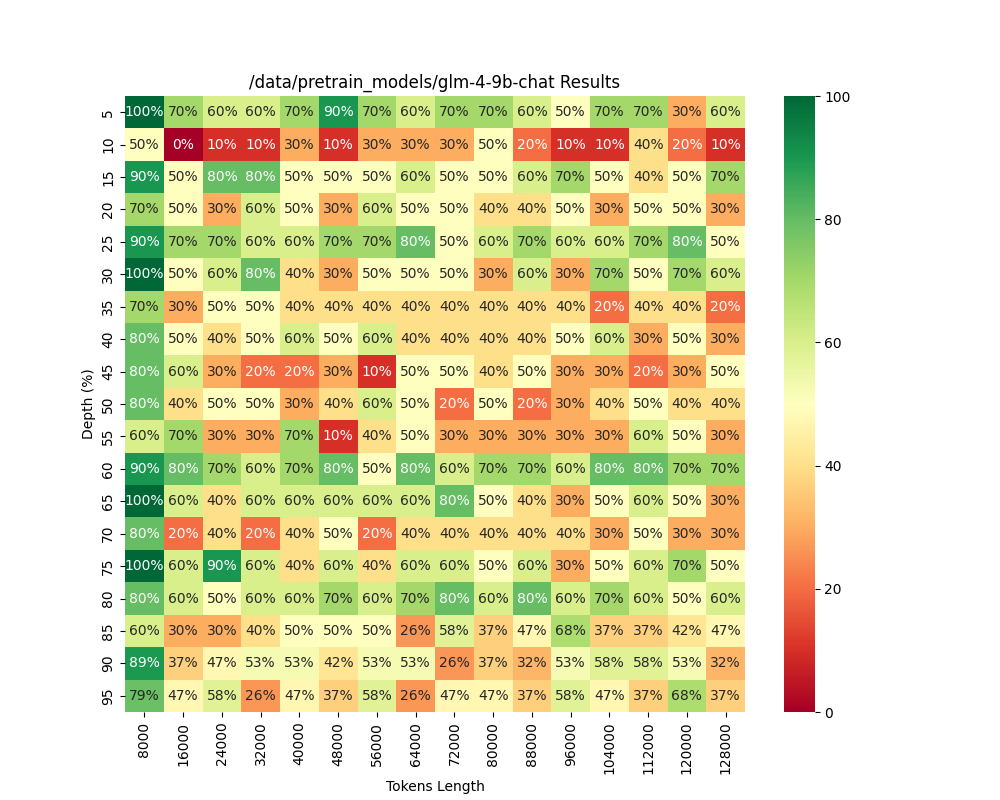 /data/pretrain_models/glm-4-9b-chat Results
5 100% 70% 60% 60% 70% 90% 70% 60% 70% 70% 60% 50% 70% 70% 30% 60%
10 50% 0% 10% 10% 30% 10% 30% 30% 30% 50% 20% 10% 10% 40% 20% 10%
15 90% 50% 80% 80% 50% 50% 50% 60% 50% 50% 60% 70% 50% 40% 50% 70%
20 70% 50% 30% 60% 50% 30% 60% 50% 50% 40% 40% 50% 30% 50% 50% 30%
25 90% 70% 70% 60% 60% 70% 70% 80% 50% 60% 70% 60% 60% 70% 80% 50%
30 100% 50% 60% 80% 40% 30% 50% 50% 50% 30% 60% 30% 70% 50% 70% 60%
35 70% 30% 50% 50% 40% 40% 40% 40% 40% 40% 40% 40% 20% 40% 40% 20%
40 80% 50% 40% 50% 60% 50% 60% 40% 40% 40% 40% 50% 60% 30% 50% 30%
45 80% 60% 30% 20% 20% 30% 10% 50% 50% 40% 50% 30% 30% 20% 30% 50%
50 80% 40% 50% 50% 30% 40% 60% 50% 20% 50% 20% 30% 40% 50% 40% 40%
55 60% 70% 30% 30% 70% 10% 40% 50% 30% 30% 30% 30% 30% 60% 50% 30%
60 90% 80% 70% 60% 70% 80% 50% 80% 60% 70% 70% 60% 80% 80% 70% 70%
65 100% 60% 40% 60% 60% 60% 60% 60% 80% 50% 40% 30% 50% 60% 50% 30%
70 80% 20% 40% 20% 40% 50% 20% 40% 40% 40% 40% 40% 30% 50% 30% 30%
75 100% 60% 90% 60% 40% 60% 40% 60% 60% 50% 60% 30% 50% 60% 70% 50%
80 80% 60% 50% 60% 60% 70% 60% 70% 80% 60% 80% 60% 70% 60% 50% 60%
85 60% 30% 30% 40% 50% 50% 50% 26% 58% 37% 47% 68% 37% 37% 42% 47%
90 89% 37% 47% 53% 53% 42% 53% 53% 26% 37% 32% 53% 58% 58% 53% 32%
95 79% 47% 58% 26% 47% 37% 58% 26% 47% 47% 37% 58% 47% 37% 68% 37%
8000 16000 24000 32000 40000 48000 56000 64000 72000 80000 88000 96000 104000 112000 120000 128000
Tokens Length
Depth (%)
100
80
60
40
20
0